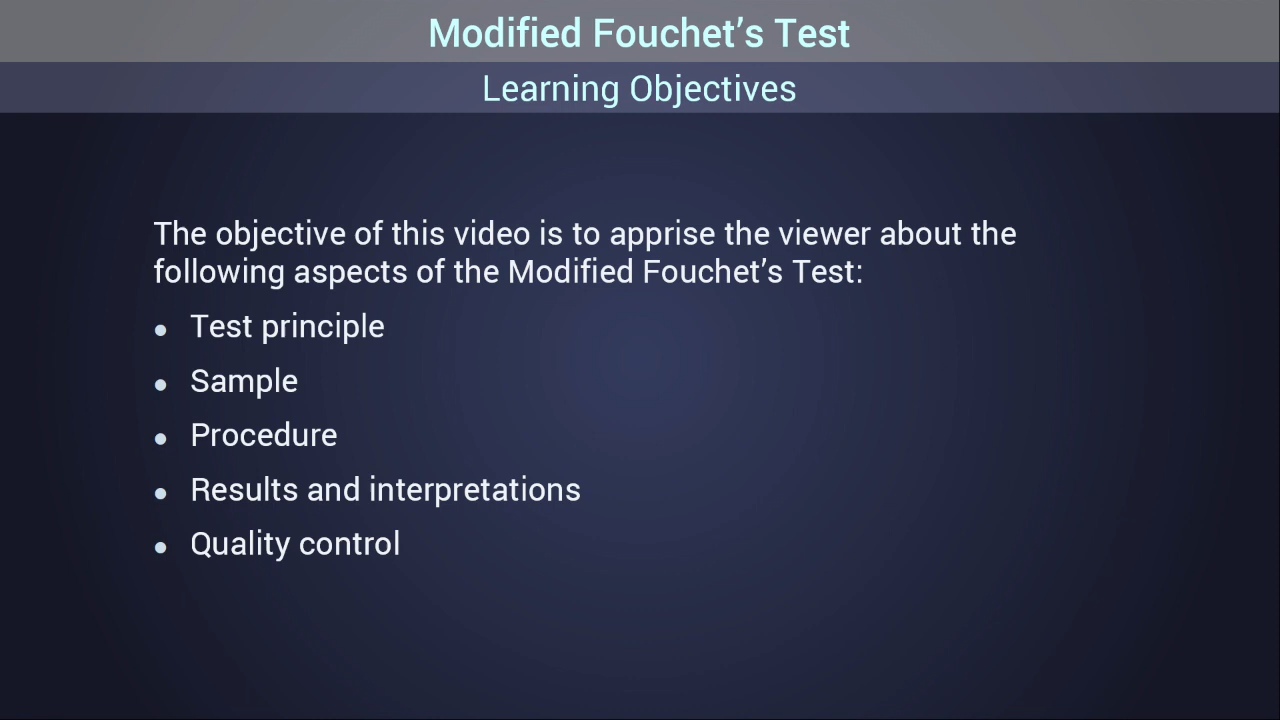 Modified Fouchet’s Test
Learning Objectives
The objective of this video is to apprise the viewer about the
following aspects of the Modified Fouchet’s Test:
● Test principle
● Sample
● Procedure
● Results and interpretations
● Quality control